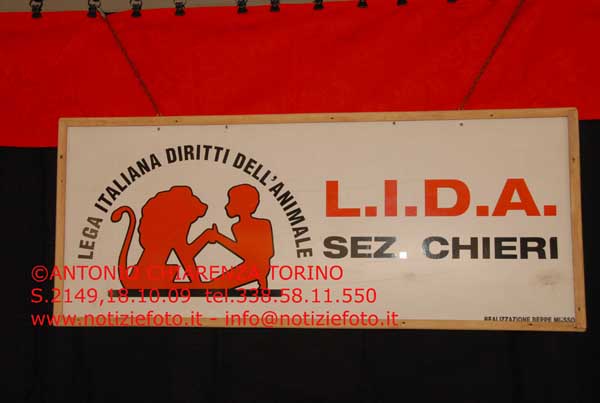 LEGA ITALIANA DIRITTI DELL'ANIMALE
L.I.D.A.
SEZ. CHIERI
©ANTONIO CHIARENZA TORINO
S.2149,18.10.09 tel.338.58.11.550
www.notiziefoto.it - info@notiziefoto.it
REALIZZAZIONE BEPPE MUSSO